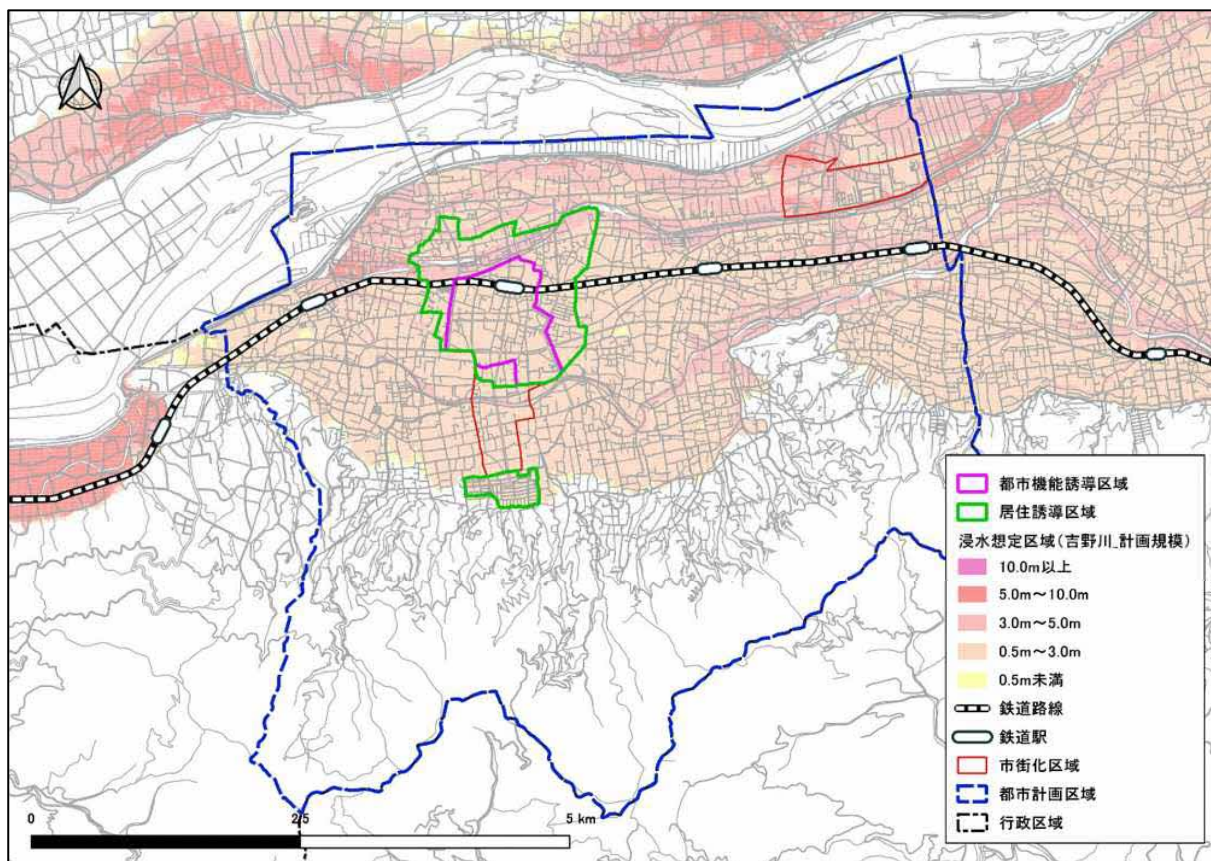 都市機能誘導区域
居住誘導区域
浸水想定区域(吉野川_計画規模)
10.0m以上
5.0m～10.0m
3.0m～5.0m
0.5m～3.0m
0.5m未満
鉄道路線
鉄道駅
市街化区域
都市計画区域
行政区域
0 2.5 5 km